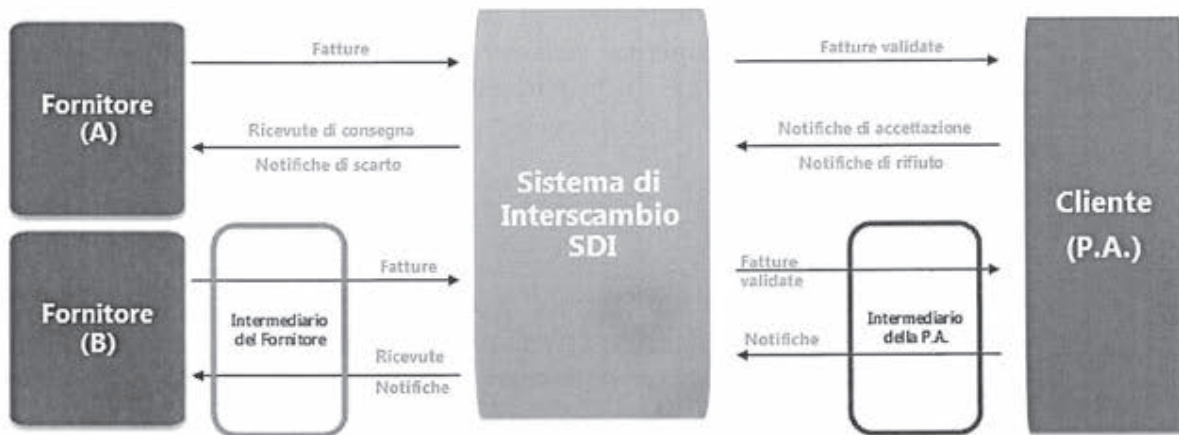 Fornitore
(A)
Fatture
Ricevute di consegna
Notifiche di scarto
Fornitore
(B)
Intermediario
del Fornitore
Fatture
Ricevute
Notifiche
Sistema di
Interscambio
SDI
Fatture validate
Notifiche di accettazione
Notifiche di rifiuto
Fatture
validate
Notifiche
Intermediario
della P.A.
Cliente
(P.A.)